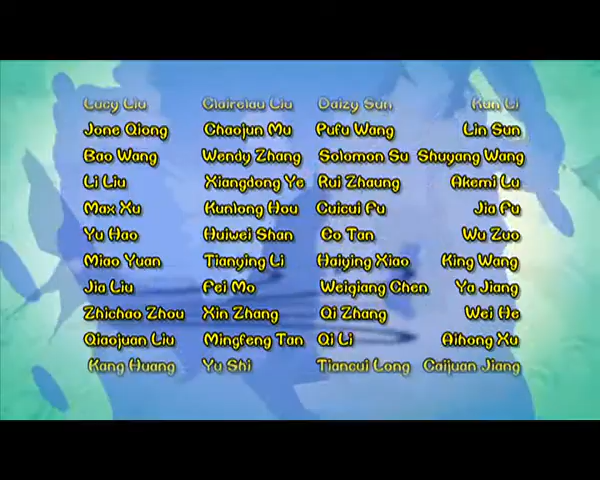 Lucy Liu Clairelau Liu Daizy Sun Kun Li
Jone Qiong Chaojun Mu Pufu Wang Lin Sun
Bao Wang Wendy Zhang Solomon Su Shuyang Wang
Li Liu Xiangdong Ye Rui Zhaung Akemi Lu
Max Xu Kunlong Hou Cuicui Fu Jia Fu
Yu Hao Huiwei Shan Co Tan Wu Zuo
Miao Yuan Tianying Li Haiying Xiao King Wang
Jia Liu Fei Mo Weiqiang Chen Ya Jiang
Zhichao Zhou Xin Zhang Qi Zhang Wei He
Qiaojuan Liu Mingfeng Tan Qi Li Aihong Xu
Kang Huang Yu Shi Tiancui Long Caijuan Jiang